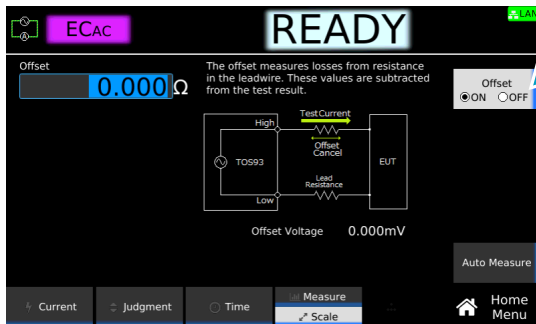 LAN
ECAC
READY
Offset
0.000 Ω
The offset measures losses from resistance
in the leadwire. These values are subtracted
from the test result.
Offset
ON OFF
TestCurrent
High
Offset
Cancel
TOS93
EUT
Lead
Resistance
Low
Offset Voltage 0.000mV
Auto Measure
Current
Judgment
Time
Measure
Scale
Home
Menu